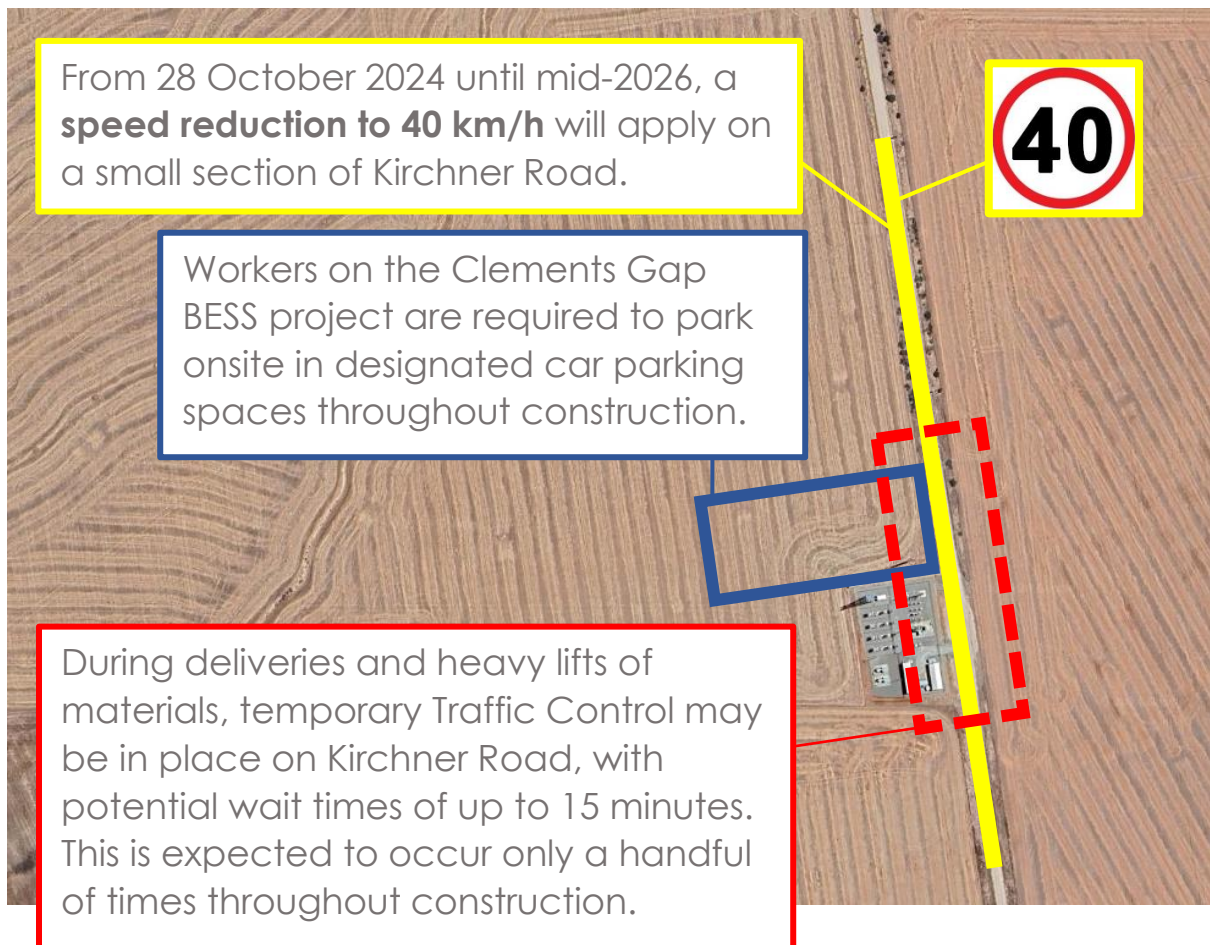 From 28 October 2024 until mid-2026, a
speed reduction to 40 km/h will apply on
a small section of Kirchner Road.
40
Workers on the Clements Gap
BESS project are required to park
onsite in designated car parking
spaces throughout construction.
During deliveries and heavy lifts of
materials, temporary Traffic Control may
be in place on Kirchner Road, with
potential wait times of up to 15 minutes.
This is expected to occur only a handful
of times throughout construction.